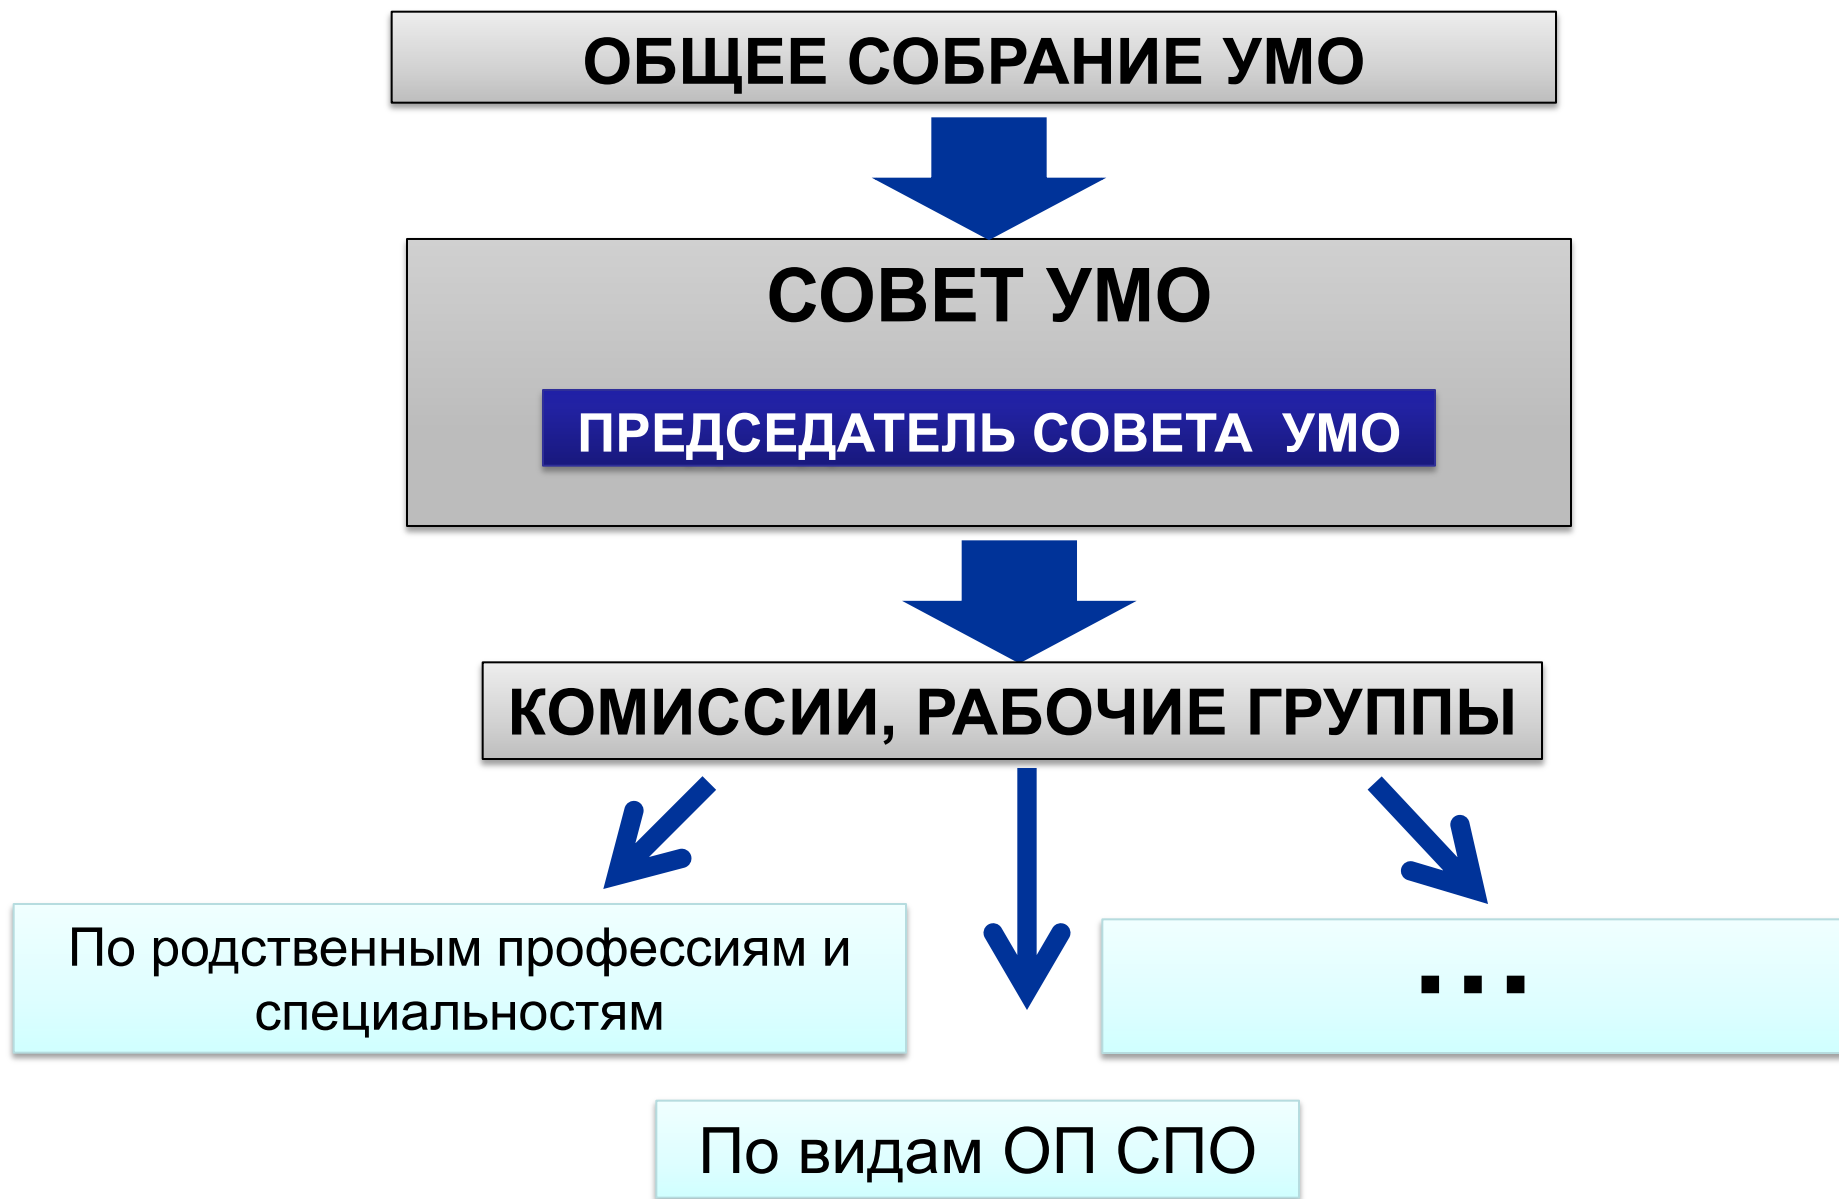 ОБЩЕЕ СОБРАНИЕ УМО
СОВЕТ УМО
ПРЕДСЕДАТЕЛЬ СОВЕТА УМО
КОМИССИИ, РАБОЧИЕ ГРУППЫ
По родственным профессиям и
специальностям
...
По видам ОП СПО